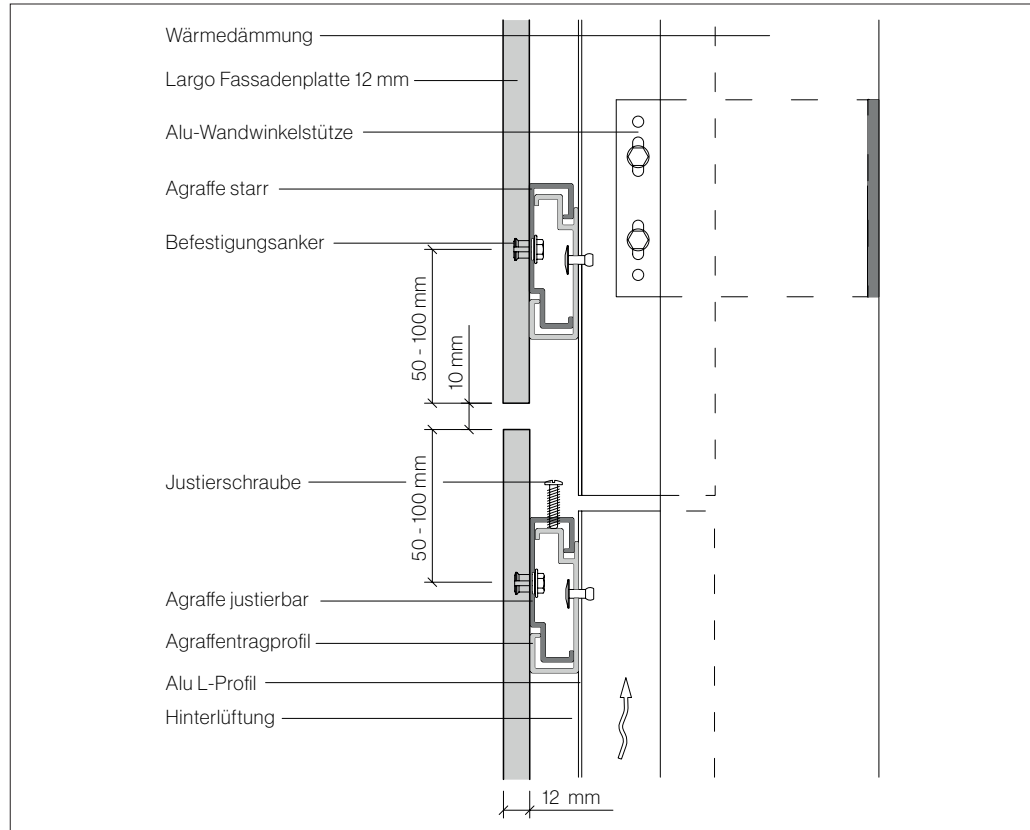 Wärmedämmung
Largo Fassadenplatte 12 mm
Alu-Wandwinkelstütze
Agraffe starr
Befestigungsanker
50 - 100 mm
10 mm
Justierschraube
50 - 100 mm
Agraffe justierbar
Agraffentragprofil
Alu L-Profil
Hinterlüftung
12 mm